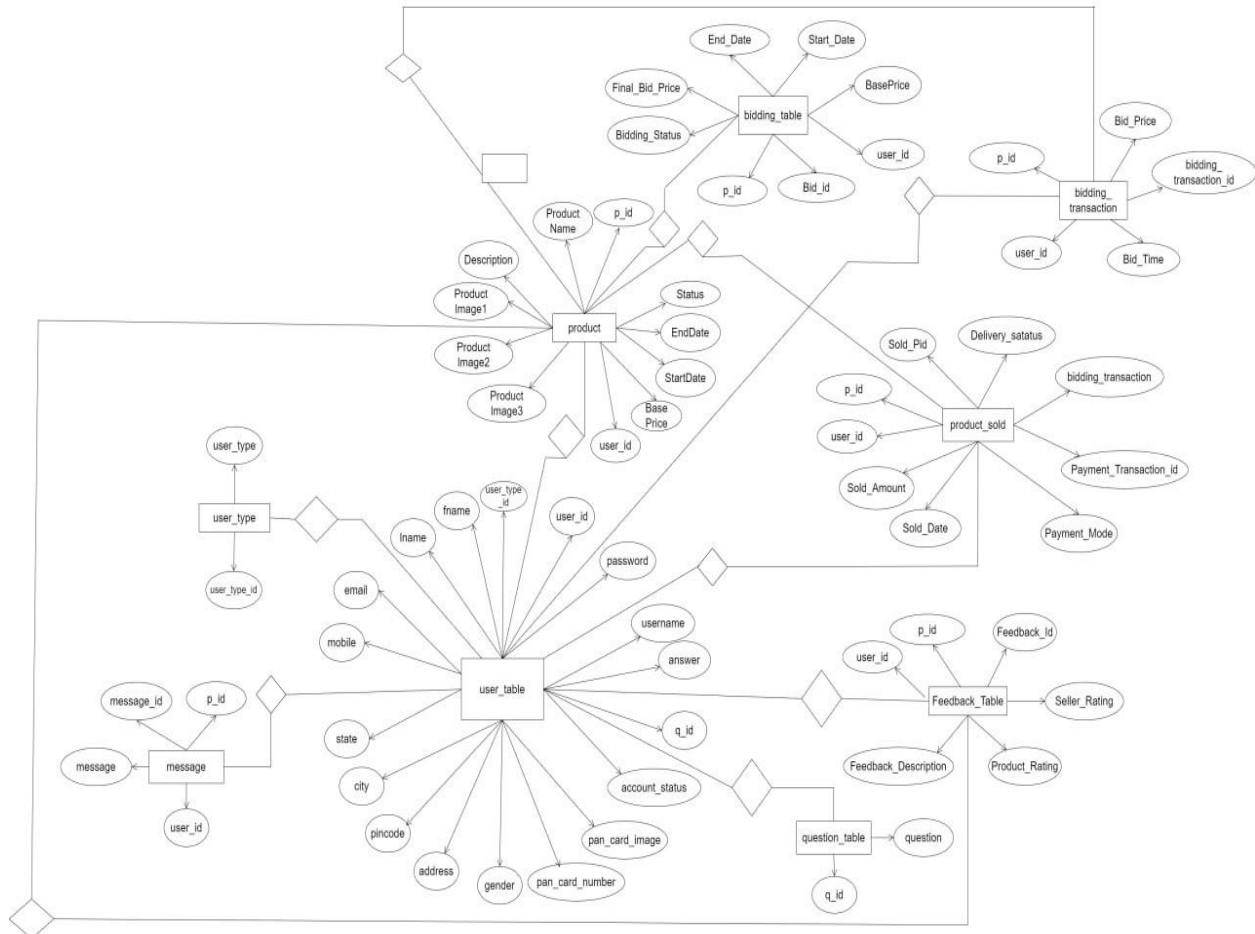 End_Date
Start_Date
Final_Bid_Price
bidding_table
BasePrice
Bidding_Status
user_id
p_id
Bid_id
Bid_Price
p_id
bidding_
transaction_id
bidding_
transaction
user_id
Bid_Time
Product
Name
p_id
Description
Product
Image1
Status
product
EndDate
Product
Image2
StartDate
Product
Image3
Base
Price
user_id
Sold_Pid
Delivery_satatus
p_id
bidding_transaction
user_id
product_sold
Sold_Amount
Payment_Transaction_id
Sold_Date
Payment_Mode
user_type
user_type
user_type_id
fname
user_type
_id
user_id
lname
password
email
username
mobile
answer
user_table
state
q_id
city
account_status
pincode
pan_card_image
address
gender
pan_card_number
p_id
Feedback_Id
user_id
Feedback_Table
Seller_Rating
Feedback_Description
Product_Rating
message_id
p_id
message
message
user_id
question_table
question
q_id